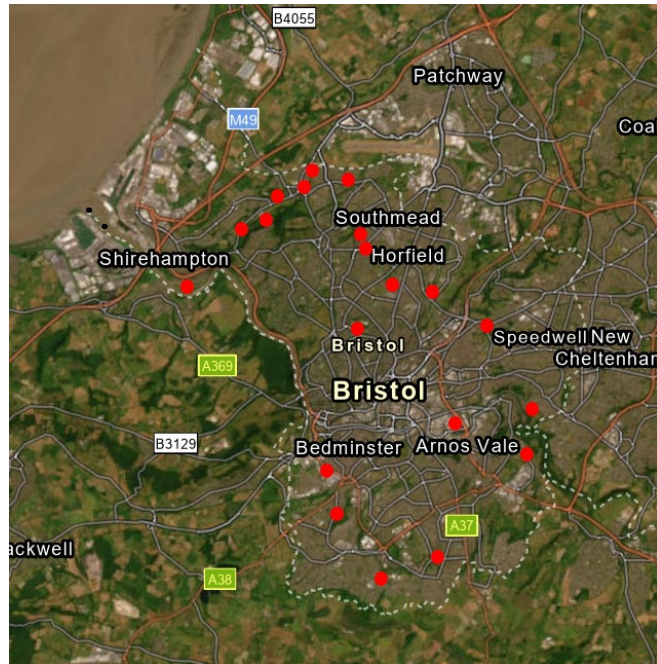 B4055
Patchway
M49
Coa
Southmead
Shirehampton
Horfield
Speedwell New
Bristol
Cheltenham
A369
Bristol
B3129
Bedminster
Arnos Vale
A37
ackwell
A38